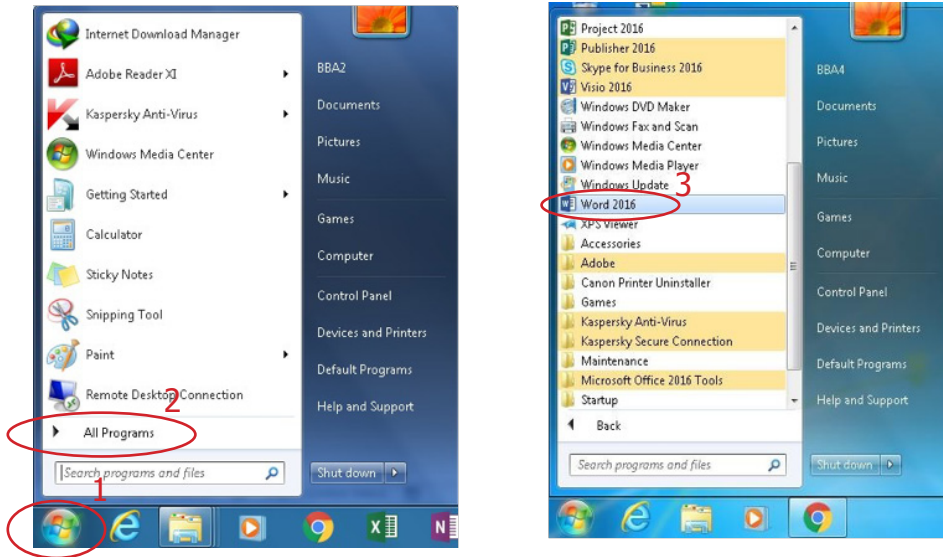 Internet Download Manager
Adobe Reader XI
Kaspersky Anti-Virus
Windows Media Center
Getting Started
Calculator
Sticky Notes
Snipping Tool
Paint
Remote Desktop Connection
2
All Programs
Search programs and files
1
BBA2
Documents
Pictures
Music
Games
Computer
Control Panel
Devices and Printers
Default Programs
Help and Support
Shut down
Project 2016
Publisher 2016
Skype for Business 2016
Visio 2016
Windows DVD Maker
Windows Fax and Scan
Windows Media Center
Windows Media Player
Windows Update
3
Word 2016
XPS Viewer
Accessories
Adobe
Canon Printer Uninstaller
Games
Kaspersky Anti-Virus
Kaspersky Secure Connection
Maintenance
Microsoft Office 2016 Tools
Startup
Back
Search programs and files
BBA4
Documents
Pictures
Music
Games
Computer
Control Panel
Devices and Printers
Default Programs
Help and Support
Shut down